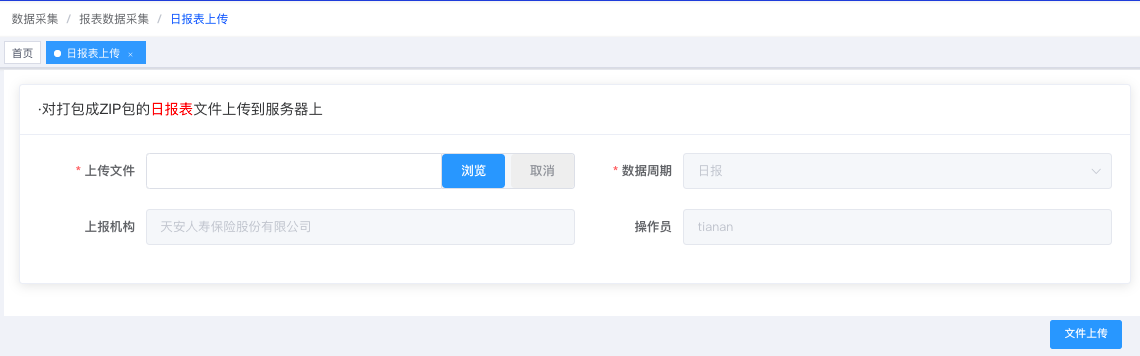 数据采集 / 报表数据采集 / 日报表上传
首页 日报表上传 ×
·对打包成ZIP包的日报表文件上传到服务器上
* 上传文件 浏览 取消 * 数据周期 日报
上报机构 天安人寿保险股份有限公司 操作员 tianan
文件上传